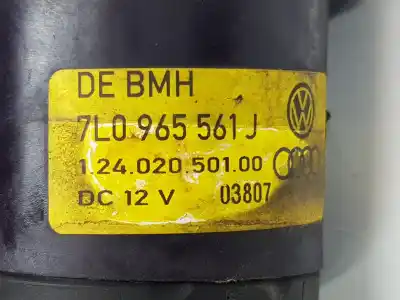 DE BMH
7L0 965 561 J
1.24.020.501.00
DC 12 V 03807